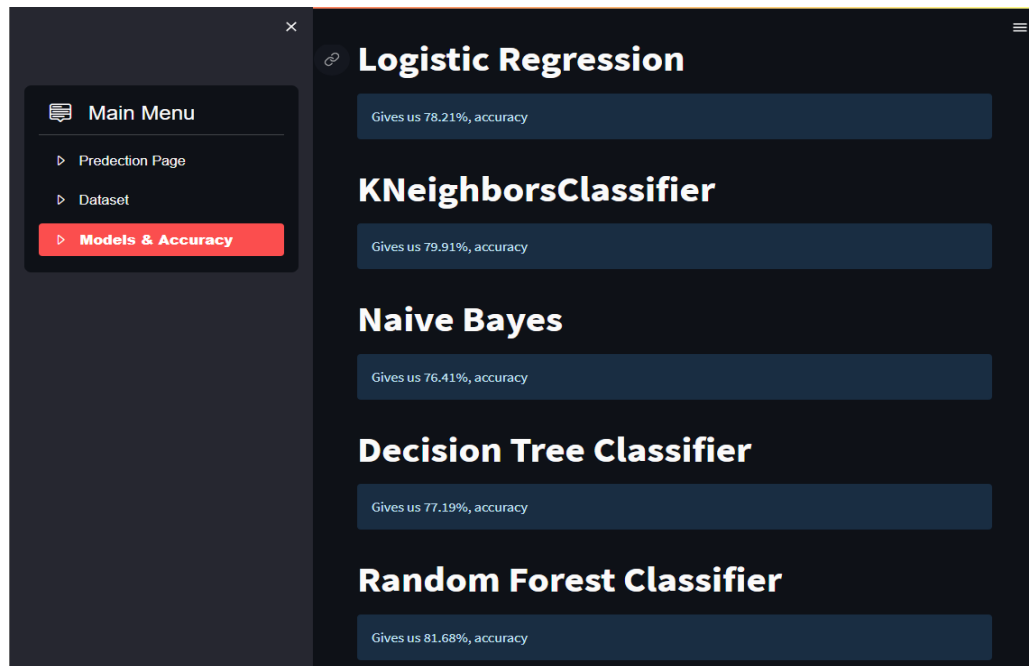 Main Menu
Predection Page
Dataset
Models & Accuracy
Logistic Regression
Gives us 78.21%, accuracy
KNeighborsClassifier
Gives us 79.91%, accuracy
Naive Bayes
Gives us 76.41%, accuracy
Decision Tree Classifier
Gives us 77.19%, accuracy
Random Forest Classifier
Gives us 81.68%, accuracy